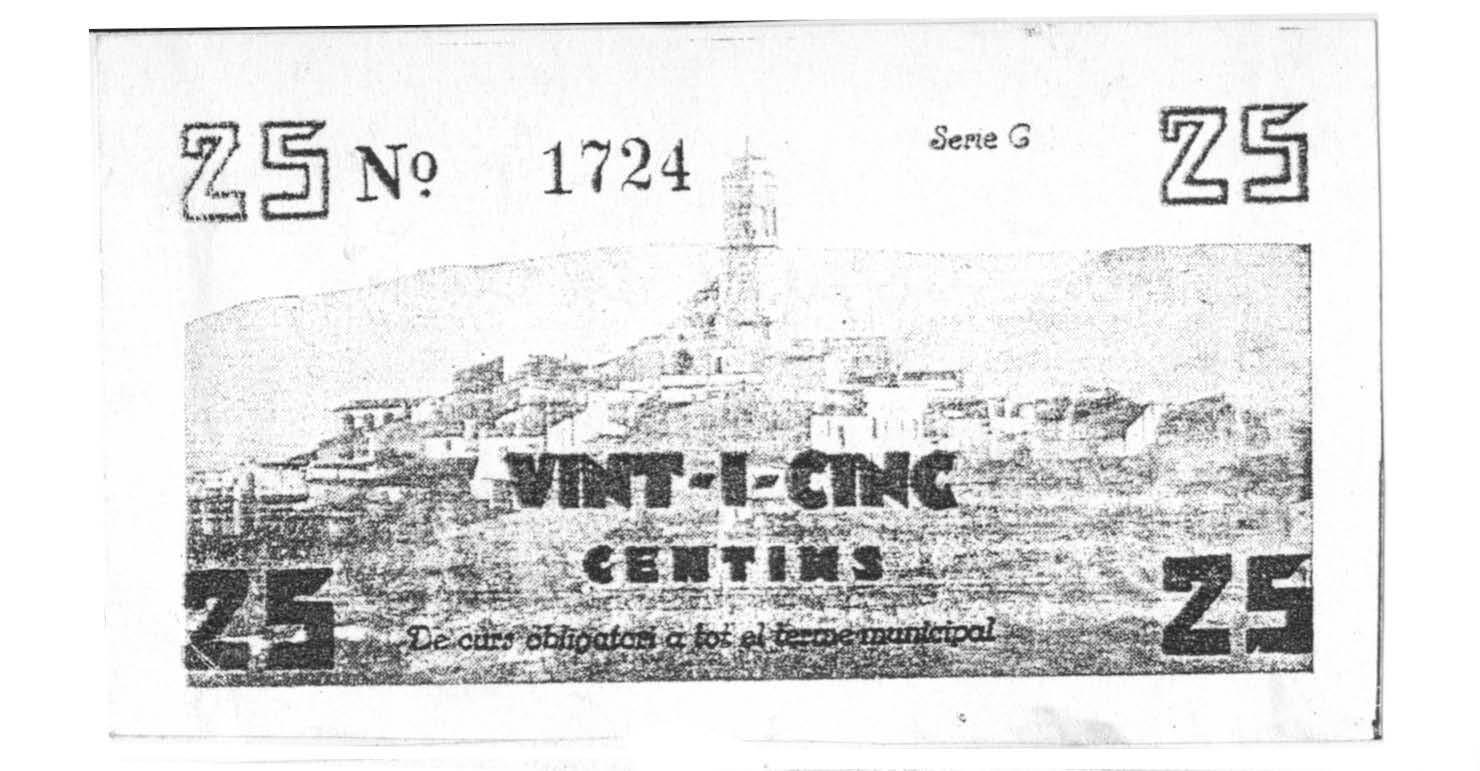 25 Nº 1724 Serie G 25
VINT-I-CINC
CENTIMS
25 25
De curs obligatori a tot el terme municipal